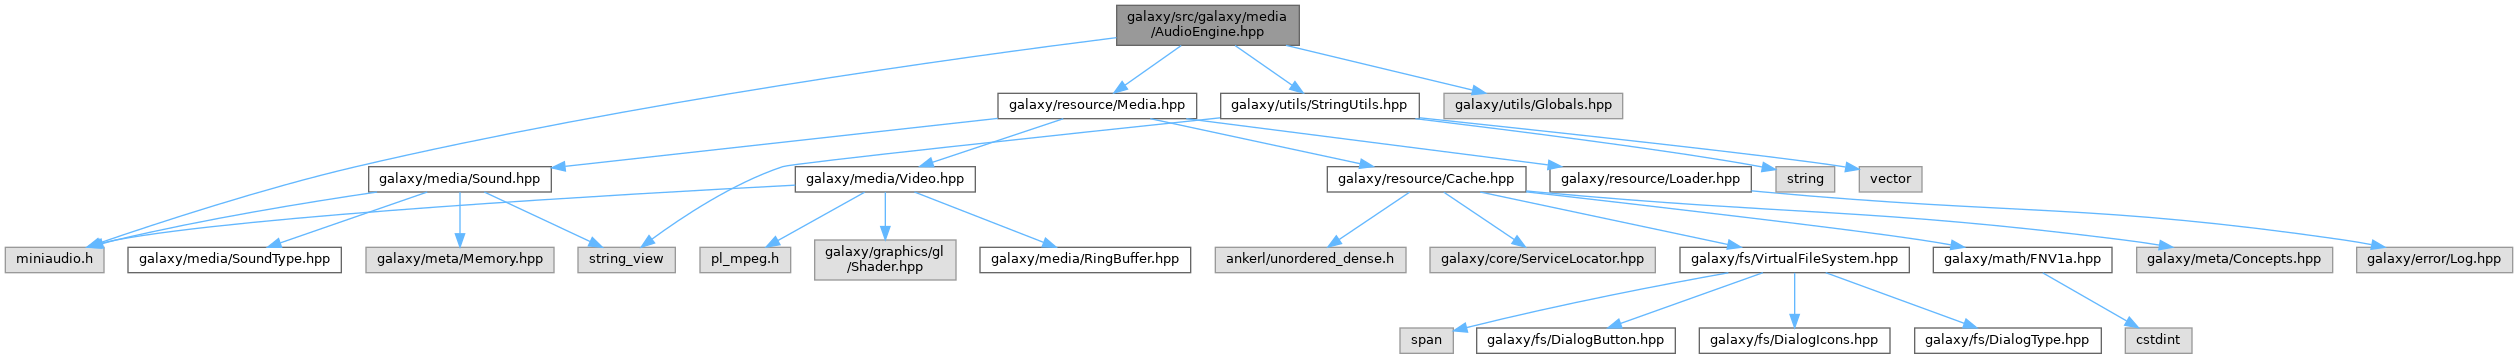 galaxy/src/galaxy/media
/AudioEngine.hpp
galaxy/resource/Media.hpp
galaxy/utils/StringUtils.hpp
galaxy/utils/Globals.hpp
galaxy/media/Sound.hpp
galaxy/media/Video.hpp
galaxy/resource/Cache.hpp
galaxy/resource/Loader.hpp
string
vector
miniaudio.h
galaxy/media/SoundType.hpp
galaxy/meta/Memory.hpp
string_view
pl_mpeg.h
galaxy/graphics/gl
/Shader.hpp
galaxy/media/RingBuffer.hpp
ankerl/unordered_dense.h
galaxy/core/ServiceLocator.hpp
galaxy/fs/VirtualFileSystem.hpp
galaxy/math/FNV1a.hpp
galaxy/meta/Concepts.hpp
galaxy/error/Log.hpp
span
galaxy/fs/DialogButton.hpp
galaxy/fs/DialogIcons.hpp
galaxy/fs/DialogType.hpp
cstdint